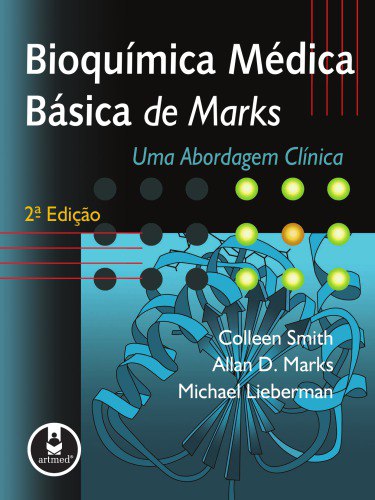 Bioquímica Médica
Básica de Marks
Uma Abordagem Clínica
2ª Edição
Colleen Smith
Allan D. Marks
Michael Lieberman
artmed®